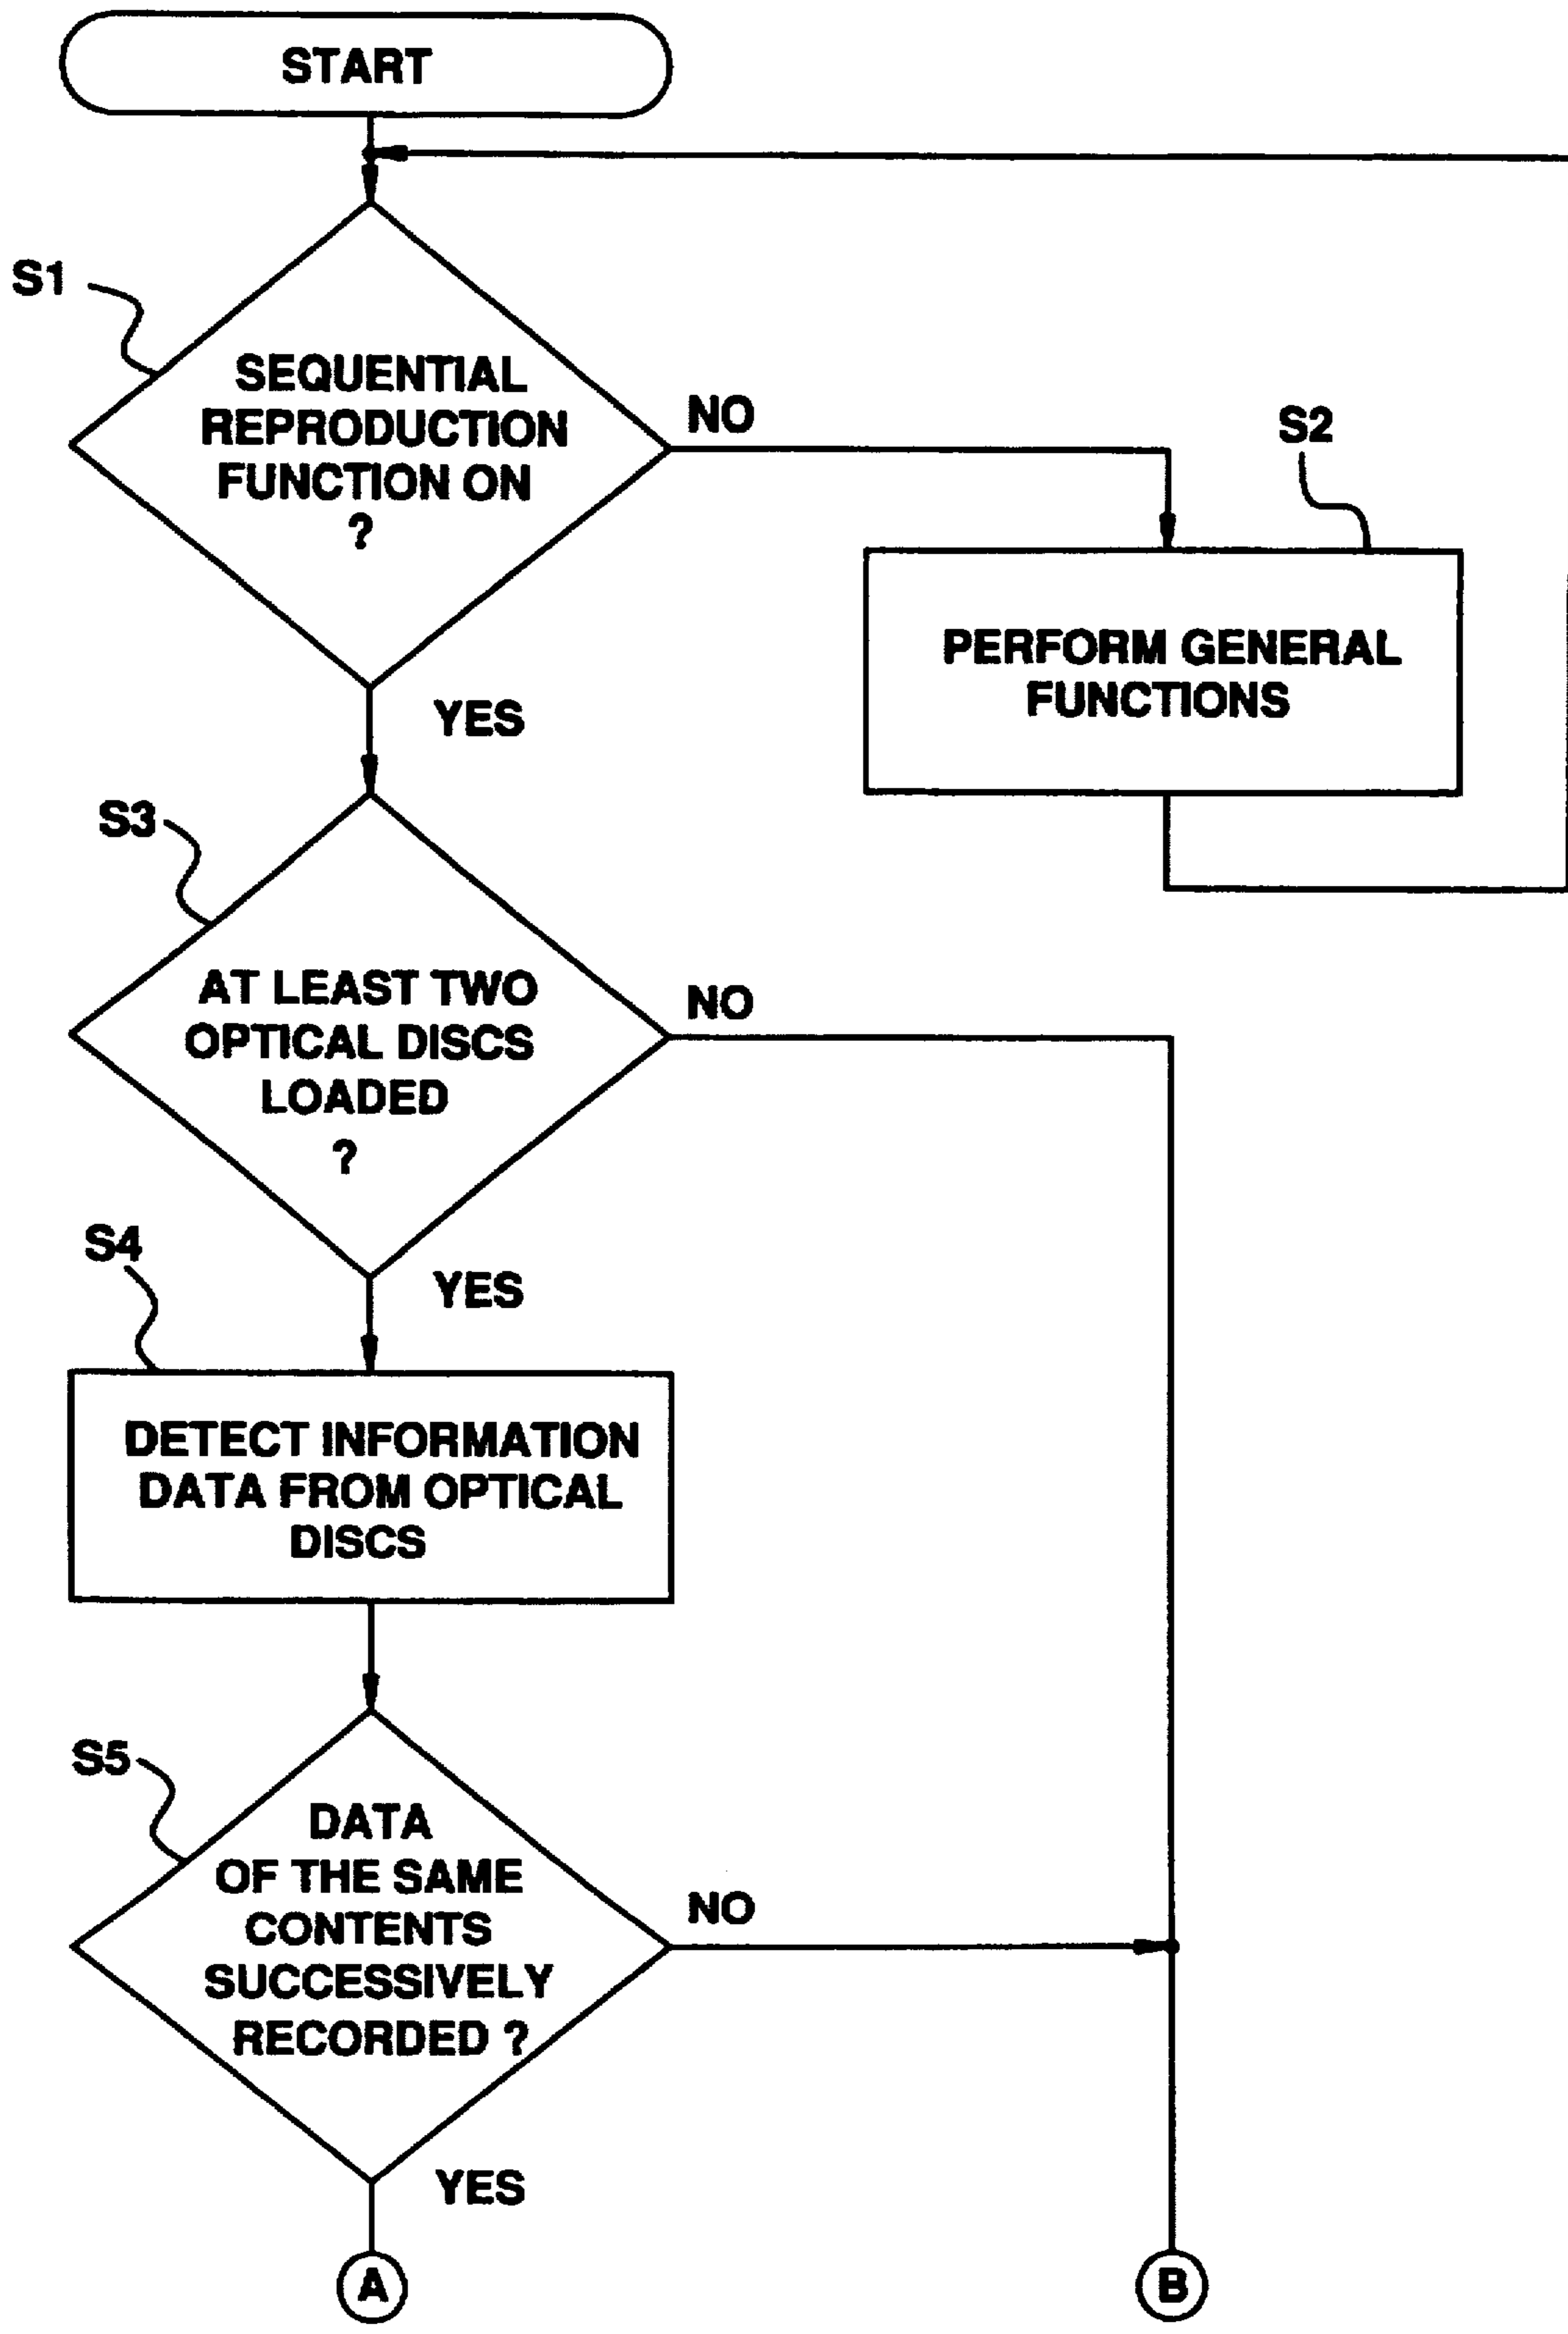 START
S1
SEQUENTIAL
REPRODUCTION
FUNCTION ON
?
NO
S2
PERFORM GENERAL
FUNCTIONS
YES
S3
AT LEAST TWO
OPTICAL DISCS
LOADED
?
NO
S4
YES
DETECT INFORMATION
DATA FROM OPTICAL
DISCS
S5
DATA
OF THE SAME
CONTENTS
SUCCESSIVELY
RECORDED ?
NO
YES
A
B